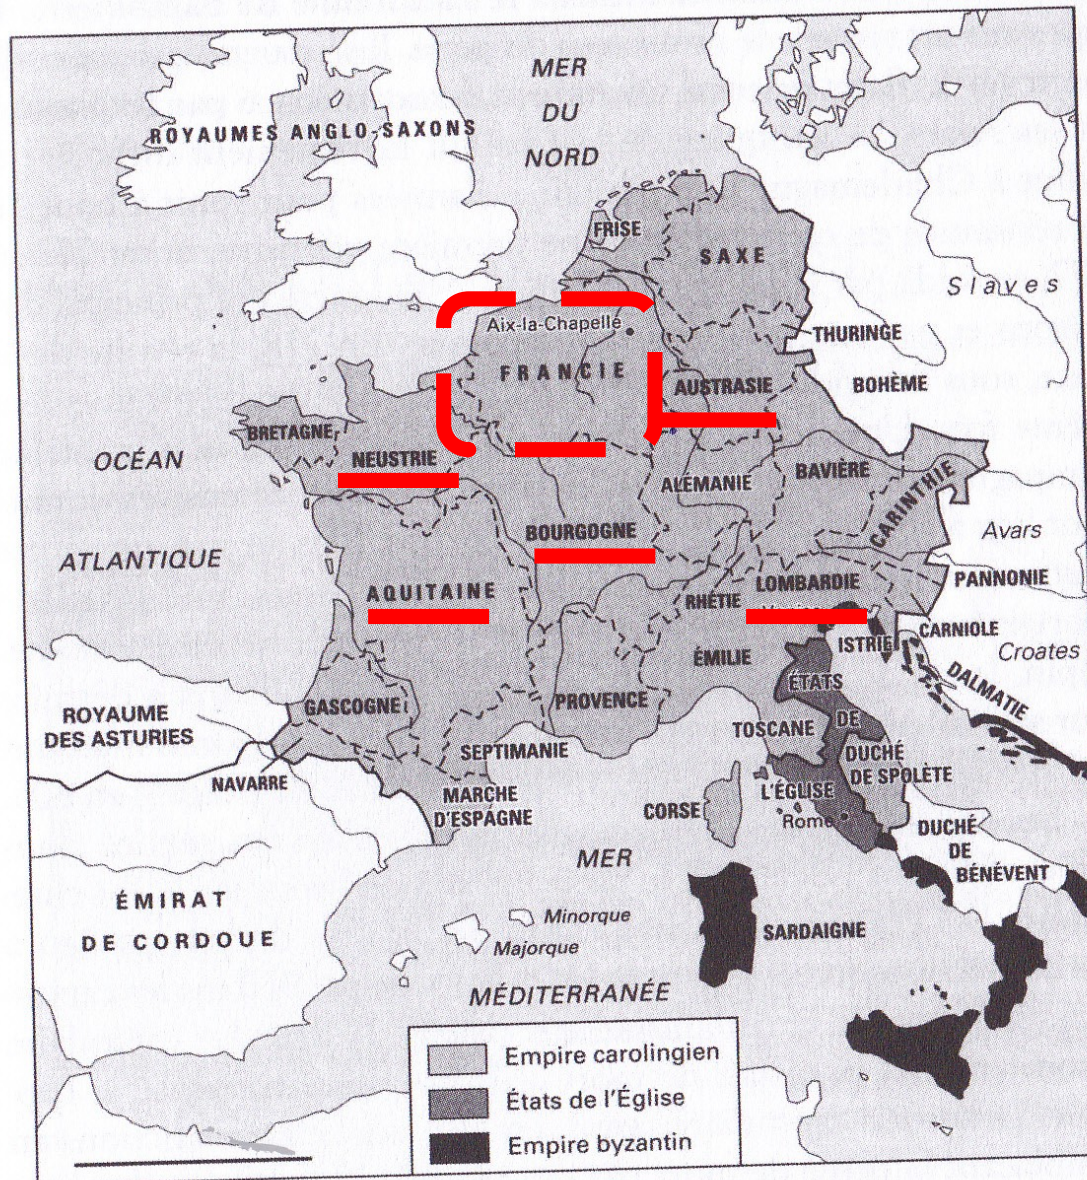 MER
DU
NORD
ROYAUMES ANGLO-SAXONS
FRISE
SAXE
Slaves
Aix-la-Chapelle
THURINGE
FRANCIE
AUSTRASIE
BOHÈME
BRETAGNE
NEUSTRIE
OCÉAN
ATLANTIQUE
ALÉMANIE
BAVIÈRE
CARINTHIE
BOURGOGNE
Avars
AQUITAINE
RHÉTIE
LOMBARDIE
PANNONIE
ISTRIE
CARNIOLE
Croates
ÉMILIE
DALMATIE
ÉTATS
DE
L'ÉGLISE
GASCOGNE
PROVENCE
ROYAUME
DES ASTURIES
TOSCANE
SEPTIMANIE
DUCHÉ
DE SPOLÈTE
NAVARRE
MARCHE
D'ESPAGNE
CORSE
Rome
DUCHÉ
DE
BÉNÉVENT
MER
MÉDITERRANÉE
ÉMIRAT
DE CORDOUE
Minorque
Majorque
SARDAIGNE
Empire carolingien
États de l'Église
Empire byzantin